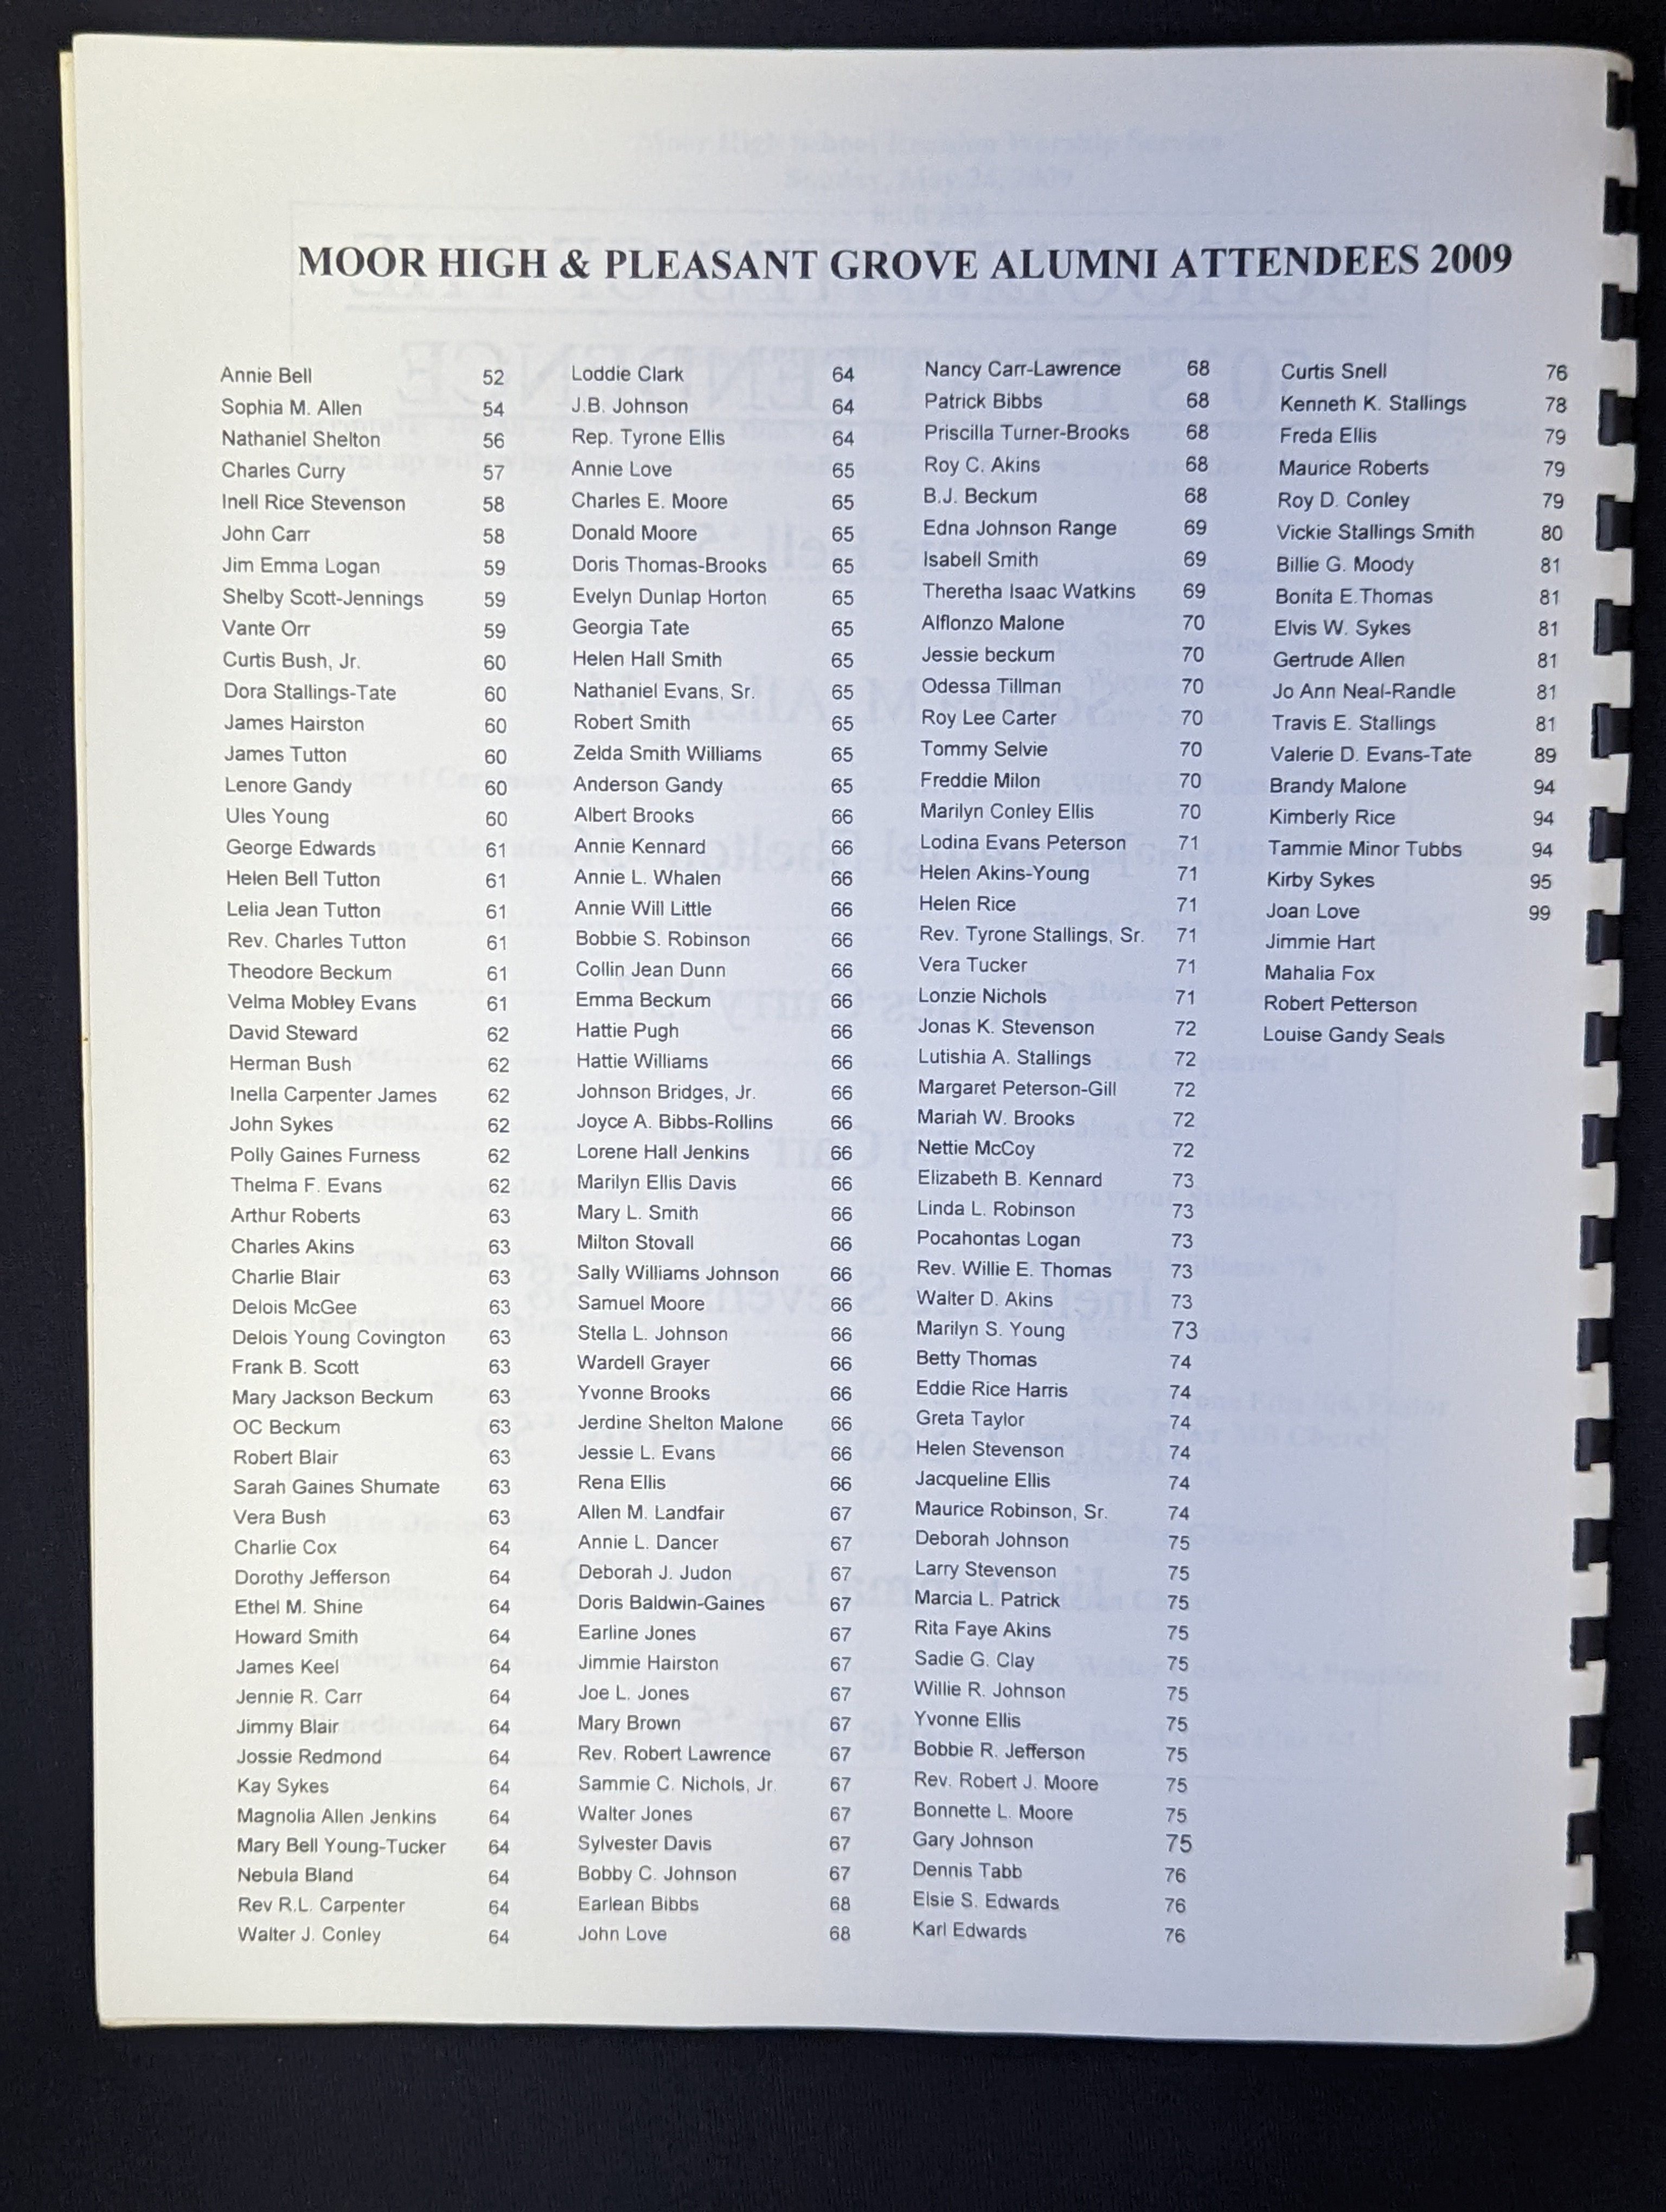 MOOR HIGH & PLEASANT GROVE ALUMNI ATTENDEES 2009
Annie Bell 52
Sophia M. Allen 54
Nathaniel Shelton 56
Charles Curry 57
Inell Rice Stevenson 58
John Carr 58
Jim Emma Logan 59
Shelby Scott-Jennings 59
Vante Orr 59
Curtis Bush, Jr. 60
Dora Stallings-Tate 60
James Hairston 60
James Tutton 60
Lenore Gandy 60
Ules Young 60
George Edwards 61
Helen Bell Tutton 61
Lelia Jean Tutton 61
Rev. Charles Tutton 61
Theodore Beckum 61
Velma Mobley Evans 61
David Steward 62
Herman Bush 62
Inella Carpenter James 62
John Sykes 62
Polly Gaines Furness 62
Thelma F. Evans 62
Arthur Roberts 63
Charles Akins 63
Charlie Blair 63
Delois McGee 63
Delois Young Covington 63
Frank B. Scott 63
Mary Jackson Beckum 63
OC Beckum 63
Robert Blair 63
Sarah Gaines Shumate 63
Vera Bush 63
Charlie Cox 64
Dorothy Jefferson 64
Ethel M. Shine 64
Howard Smith 64
James Keel 64
Jennie R. Carr 64
Jimmy Blair 64
Jossie Redmond 64
Kay Sykes 64
Magnolia Allen Jenkins 64
Mary Bell Young-Tucker 64
Nebula Bland 64
Rev R.L. Carpenter 64
Walter J. Conley 64
Loddie Clark 64
J.B. Johnson 64
Rep. Tyrone Ellis 64
Annie Love 65
Charles E. Moore 65
Donald Moore 65
Doris Thomas-Brooks 65
Evelyn Dunlap Horton 65
Georgia Tate 65
Helen Hall Smith 65
Nathaniel Evans, Sr. 65
Robert Smith 65
Zelda Smith Williams 65
Anderson Gandy 65
Albert Brooks 66
Annie Kennard 66
Annie L. Whalen 66
Annie Will Little 66
Bobbie S. Robinson 66
Collin Jean Dunn 66
Emma Beckum 66
Hattie Pugh 66
Hattie Williams 66
Johnson Bridges, Jr. 66
Joyce A. Bibbs-Rollins 66
Lorene Hall Jenkins 66
Marilyn Ellis Davis 66
Mary L. Smith 66
Milton Stovall 66
Sally Williams Johnson 66
Samuel Moore 66
Stella L. Johnson 66
Wardell Grayer 66
Yvonne Brooks 66
Jerdine Shelton Malone 66
Jessie L. Evans 66
Rena Ellis 66
Allen M. Landfair 67
Annie L. Dancer 67
Deborah J. Judon 67
Doris Baldwin-Gaines 67
Earline Jones 67
Jimmie Hairston 67
Joe L. Jones 67
Mary Brown 67
Rev. Robert Lawrence 67
Sammie C. Nichols, Jr. 67
Walter Jones 67
Sylvester Davis 67
Bobby C. Johnson 67
Earlean Bibbs 68
John Love 68
Nancy Carr-Lawrence 68
Patrick Bibbs 68
Priscilla Turner-Brooks 68
Roy C. Akins 68
B.J. Beckum 68
Edna Johnson Range 69
Isabell Smith 69
Theretha Isaac Watkins 69
Alflonzo Malone 70
Jessie beckum 70
Odessa Tillman 70
Roy Lee Carter 70
Tommy Selvie 70
Freddie Milon 70
Marilyn Conley Ellis 70
Lodina Evans Peterson 71
Helen Akins-Young 71
Helen Rice 71
Rev. Tyrone Stallings, Sr. 71
Vera Tucker 71
Lonzie Nichols 71
Jonas K. Stevenson 72
Lutishia A. Stallings 72
Margaret Peterson-Gill 72
Mariah W. Brooks 72
Nettie McCoy 72
Elizabeth B. Kennard 73
Linda L. Robinson 73
Pocahontas Logan 73
Rev. Willie E. Thomas 73
Walter D. Akins 73
Marilyn S. Young 73
Betty Thomas 74
Eddie Rice Harris 74
Greta Taylor 74
Helen Stevenson 74
Jacqueline Ellis 74
Maurice Robinson, Sr. 74
Deborah Johnson 75
Larry Stevenson 75
Marcia L. Patrick 75
Rita Faye Akins 75
Sadie G. Clay 75
Willie R. Johnson 75
Yvonne Ellis 75
Bobbie R. Jefferson 75
Rev. Robert J. Moore 75
Bonnette L. Moore 75
Gary Johnson 75
Dennis Tabb 76
Elsie S. Edwards 76
Karl Edwards 76
Curtis Snell 76
Kenneth K. Stallings 78
Freda Ellis 79
Maurice Roberts 79
Roy D. Conley 79
Vickie Stallings Smith 80
Billie G. Moody 81
Bonita E.Thomas 81
Elvis W. Sykes 81
Gertrude Allen 81
Jo Ann Neal-Randle 81
Travis E. Stallings 81
Valerie D. Evans-Tate 89
Brandy Malone 94
Kimberly Rice 94
Tammie Minor Tubbs 94
Kirby Sykes 95
Joan Love 99
Jimmie Hart
Mahalia Fox
Robert Petterson
Louise Gandy Seals